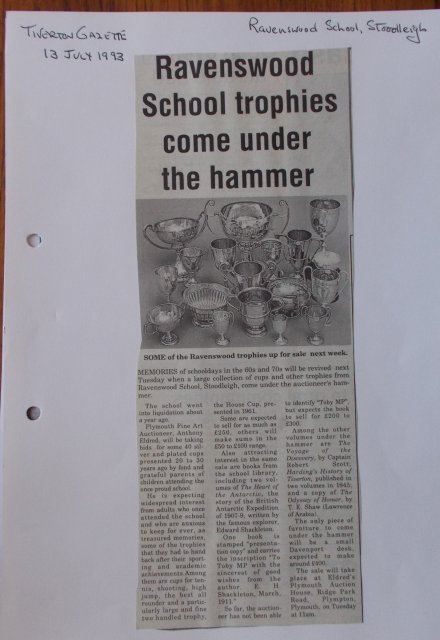 TIVERTON GAZETTE
13 JULY 1993
Ravenswood School, Stoodleigh
Ravenswood
School trophies
come under
the hammer
SOME of the Ravenswood trophies up for sale next week.
MEMORIES of schooldays in the 60s and 70s will be revived next
Tuesday when a large collection of cups and other trophies from
Ravenswood School, Stoodleigh, come under the auctioneer's ham-
mer.
The school went
into liquidation about
a year ago.
Plymouth Fine Art
Auctioneer, Anthony
Eldred, will be taking
bids for some 40 silver
and plated cups
presented 20 to 30
years ago by fond and
grateful parents of
children attending the
once proud school.
He is expecting
widespread interest
from adults who once
attended the school
and who are anxious
to keep for ever, as
treasured memories,
some of the trophies
that they had to hand
back after their sport-
ing and academic
achievements. Among
them are cups for ten-
nis, shooting, high
jump, the best all
rounder and a partic-
ularly large and fine
two handled trophy,
the House Cup, pre-
sented in 1961.
Some are expected
to sell for as much as
£250, others will
make sums in the
£50 to £100 range.
Also attracting
interest in the same
sale are books from
the school library,
including two vol-
umes of The Heart of
the Antarctic, the
story of the British
Antarctic Expedition
of 1907-9, written by
the famous explorer,
Edward Shackleton.
One book is
stamped "presenta-
tion copy" and carries
the inscription "To
Toby MP with the
sincerest of good
wishes from the
author. E. H.
Shackleton, March,
1911."
So far, the auction-
eer has not been able
to identify "Toby MP",
but expects the book
to sell for £200 to
£300.
Among the other
volumes under the
hammer are The
Voyage of the
Discovery, by Captain
Robert Scott;
Harding's History of
Tiverton, published in
two volumes in 1845;
and a copy of The
Odyssey of Homer, by
T. E. Shaw (Lawrence
of Arabia).
The only piece of
furniture to come
under the hammer
will be a small
Davenport desk,
expected to make
around £400.
The sale will take
place at Eldred's
Plymouth Auction
House, Ridge Park
Road, Plympton,
Plymouth, on Tuesday
at 11am.